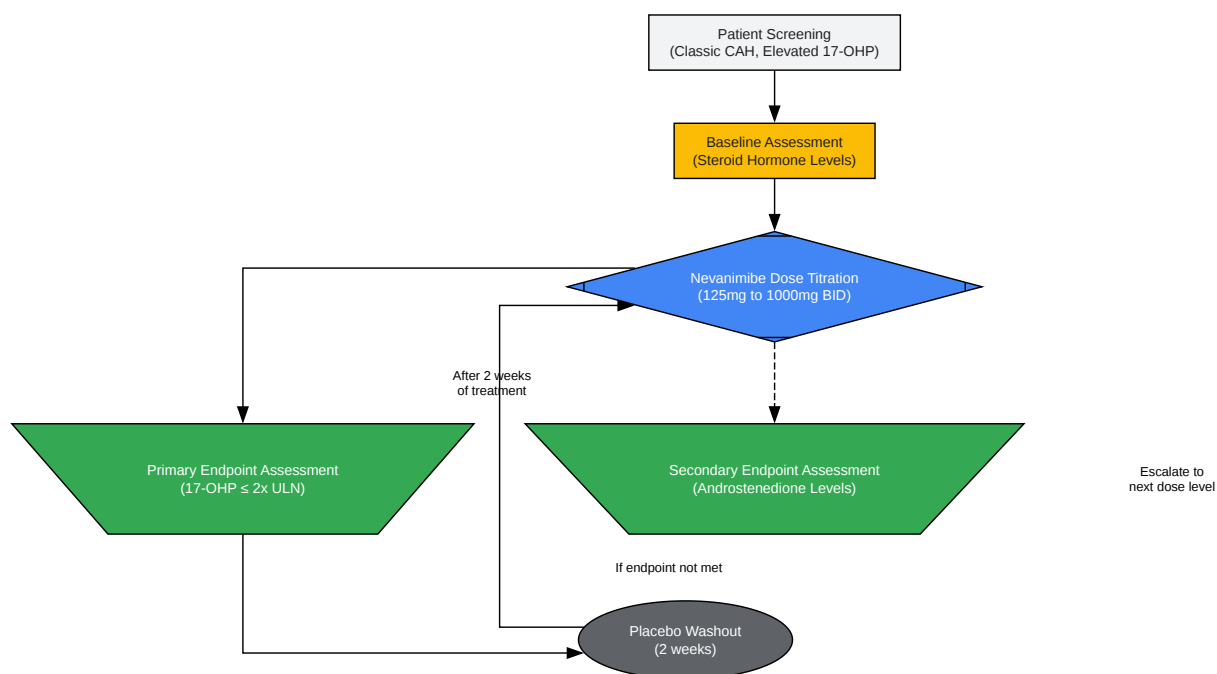 Patient Screening
(Classic CAH, Elevated 17-OHP)
Baseline Assessment
(Steroid Hormone Levels)
Nevanimibe Dose Titration
(125mg to 1000mg BID)
After 2 weeks
of treatment
Primary Endpoint Assessment
(17-OHP ≤ 2x ULN)
Secondary Endpoint Assessment
(Androstenedione Levels)
Escalate to
next dose level
If endpoint not met
Placebo Washout
(2 weeks)